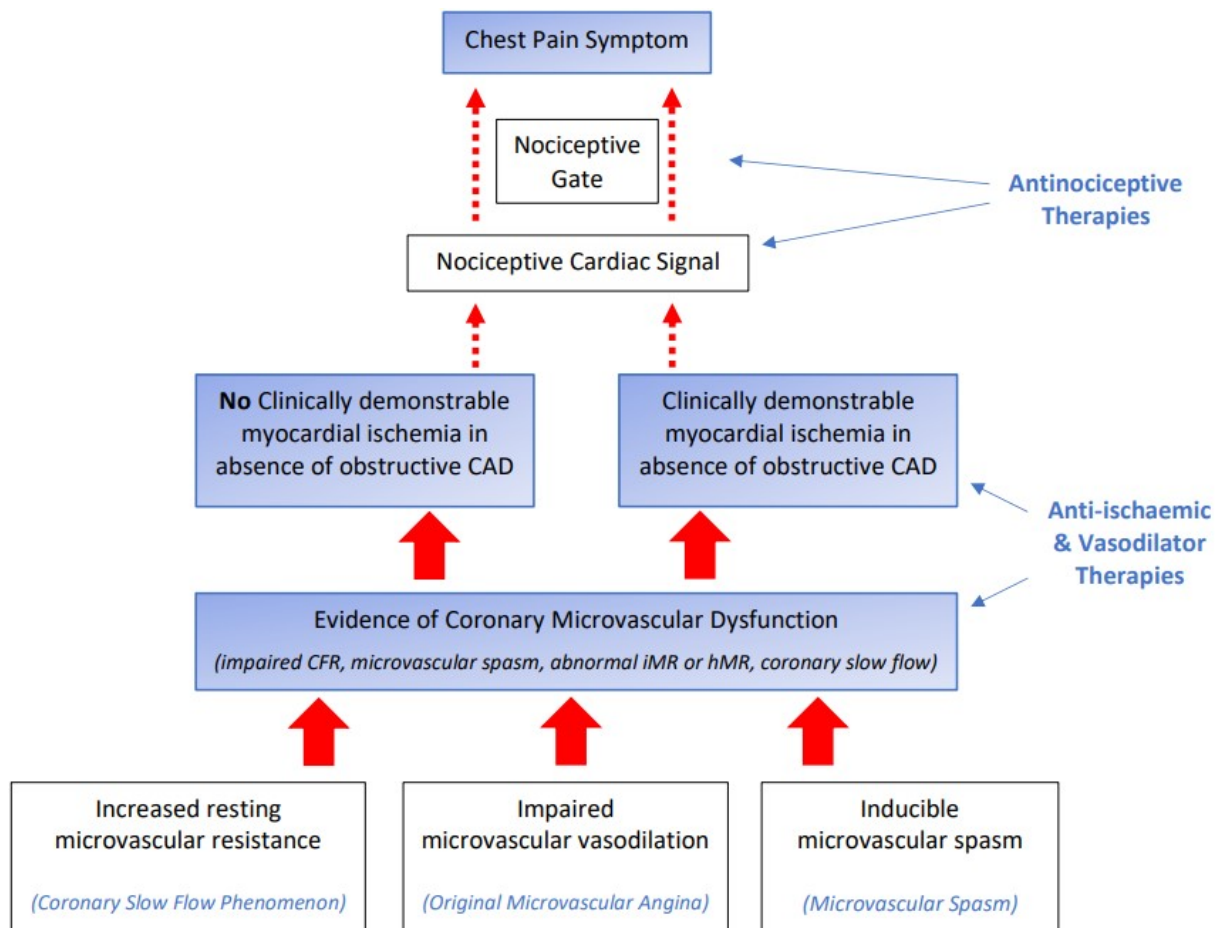 Chest Pain Symptom
Nociceptive
Gate
Antinociceptive
Therapies
Nociceptive Cardiac Signal
No Clinically demonstrable
myocardial ischemia in
absence of obstructive CAD
Clinically demonstrable
myocardial ischemia in
absence of obstructive CAD
Anti-ischaemic
& Vasodilator
Therapies
Evidence of Coronary Microvascular Dysfunction
(impaired CFR, microvascular spasm, abnormal iMR or hMR, coronary slow flow)
Increased resting
microvascular resistance
(Coronary Slow Flow Phenomenon)
Impaired
microvascular vasodilation
(Original Microvascular Angina)
Inducible
microvascular spasm
(Microvascular Spasm)